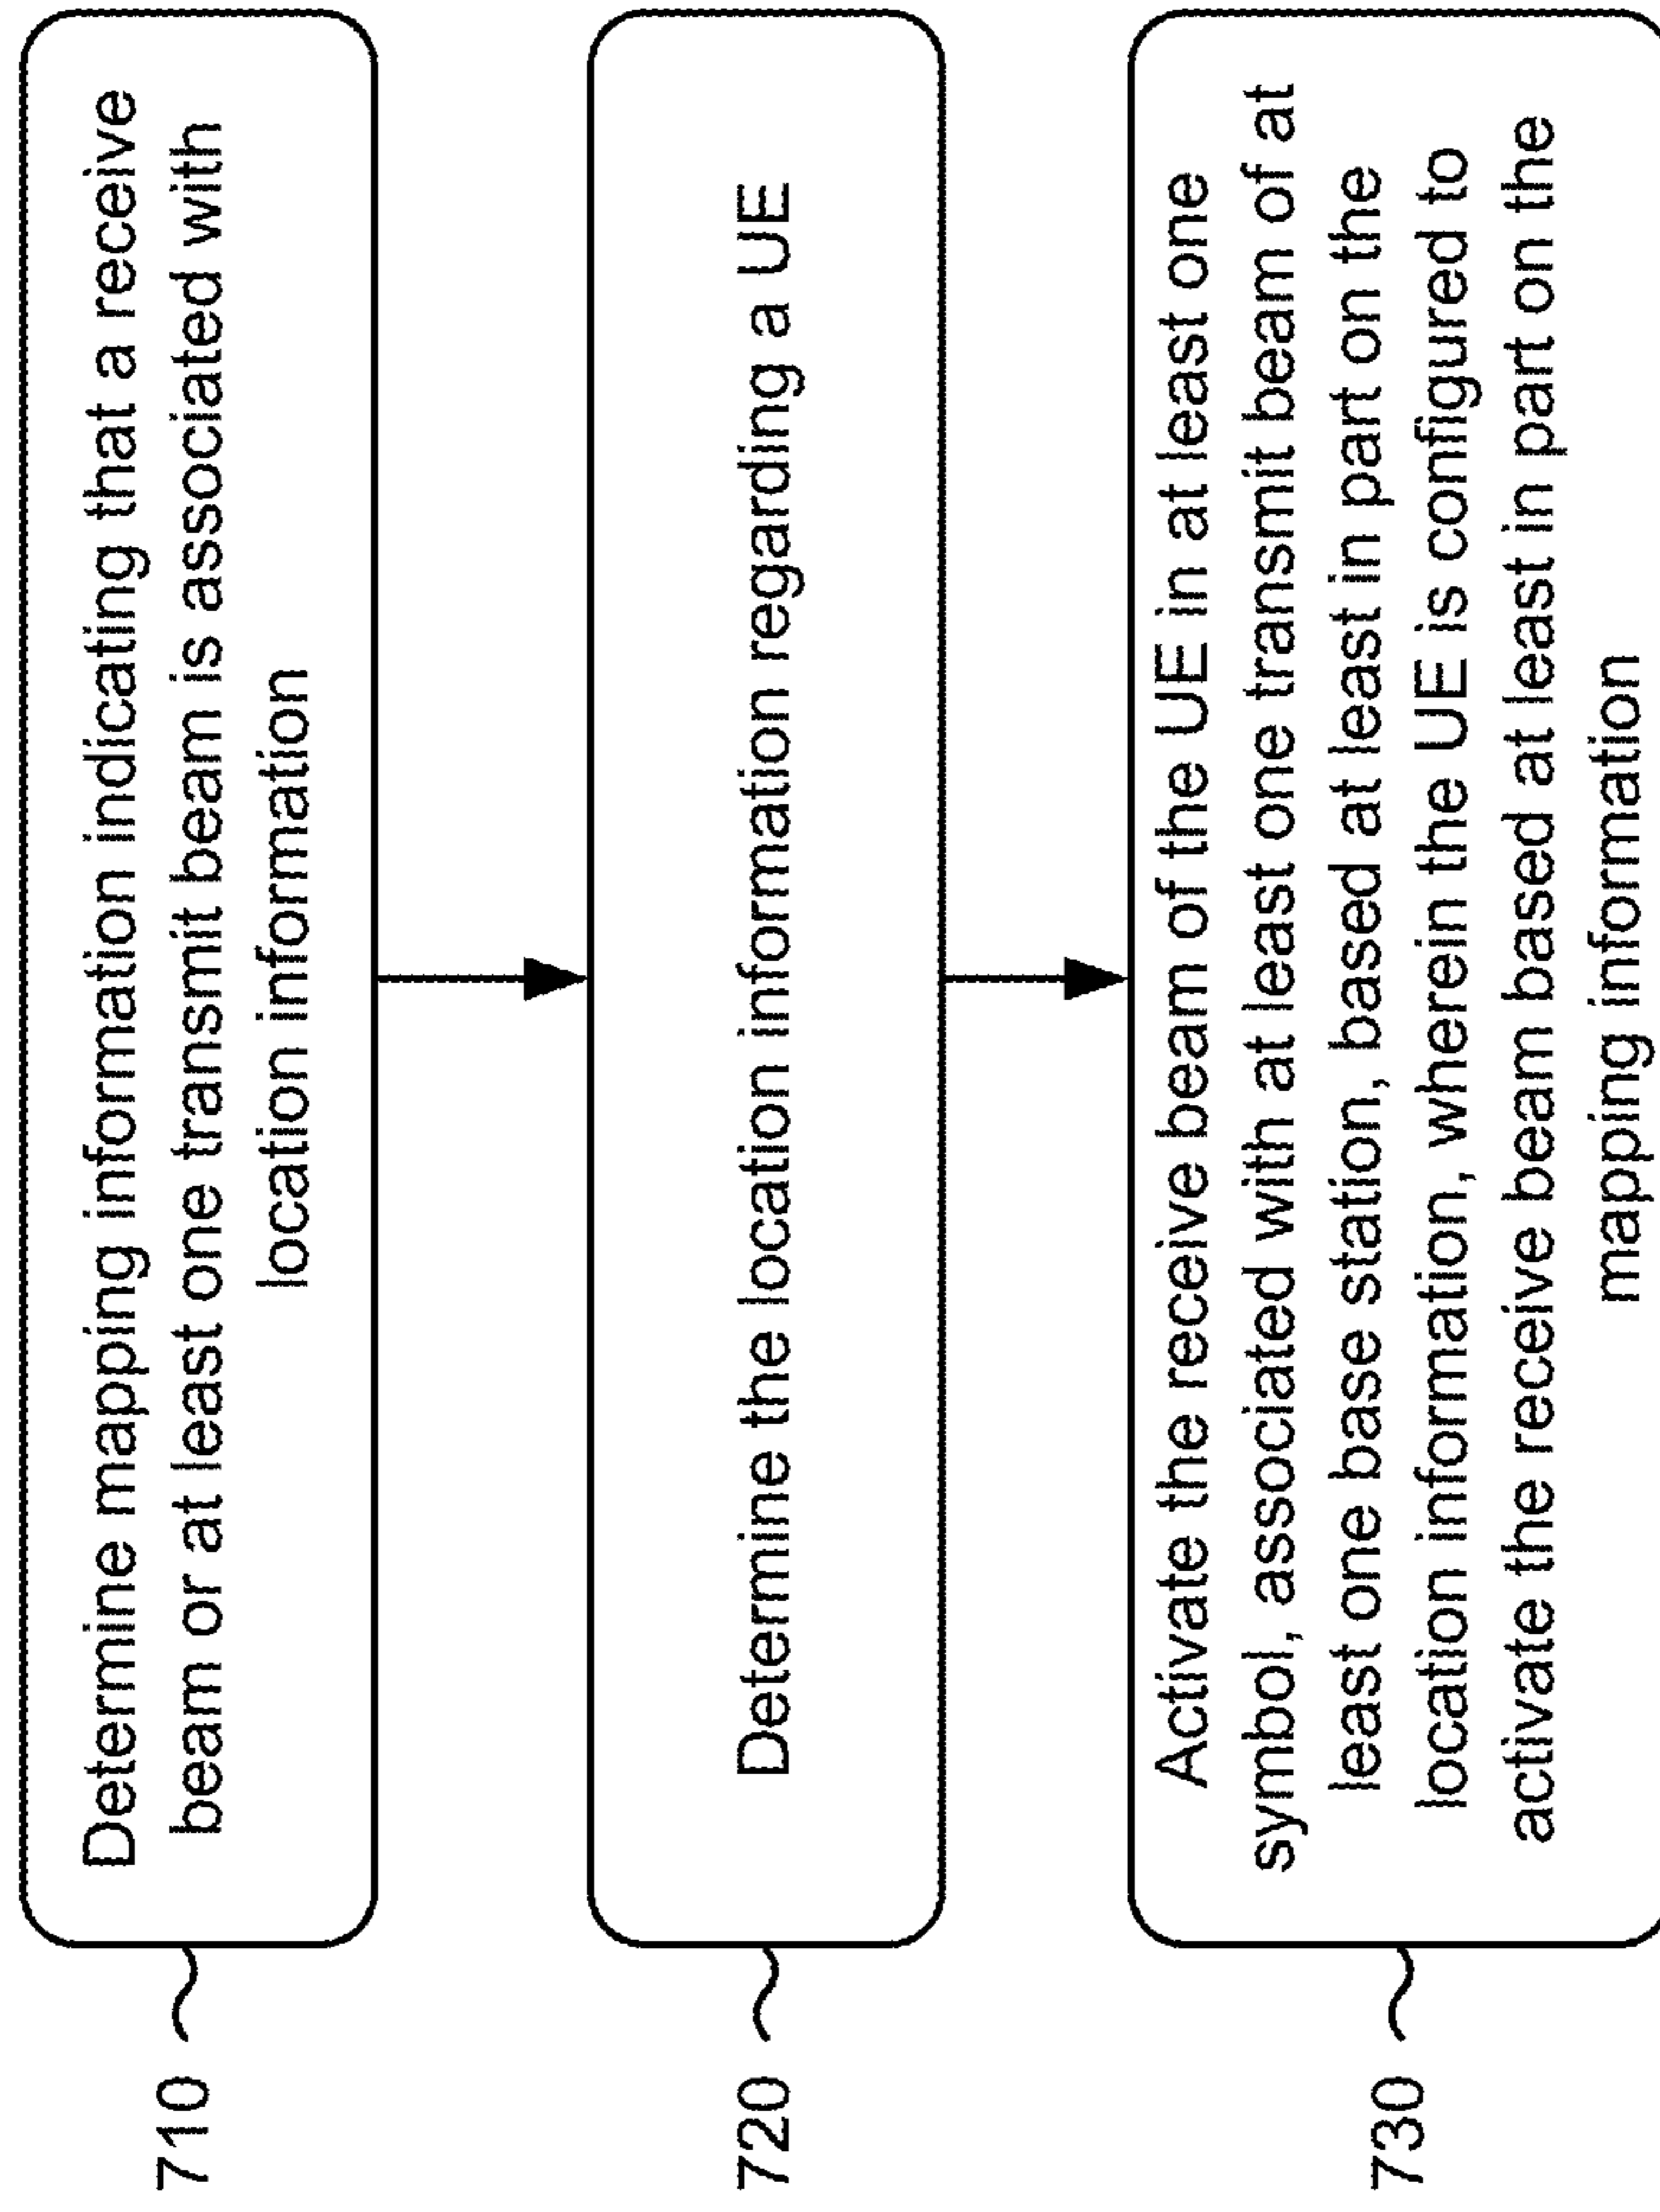 710
Determine mapping information indicating that a receive
beam or at least one transmit beam is associated with
location information
720
Determine the location information regarding a UE
730
Activate the receive beam of the UE in at least one
symbol, associated with at least one transmit beam of at
least one base station, based at least in part on the
location information, wherein the UE is configured to
activate the receive beam based at least in part on the
mapping information